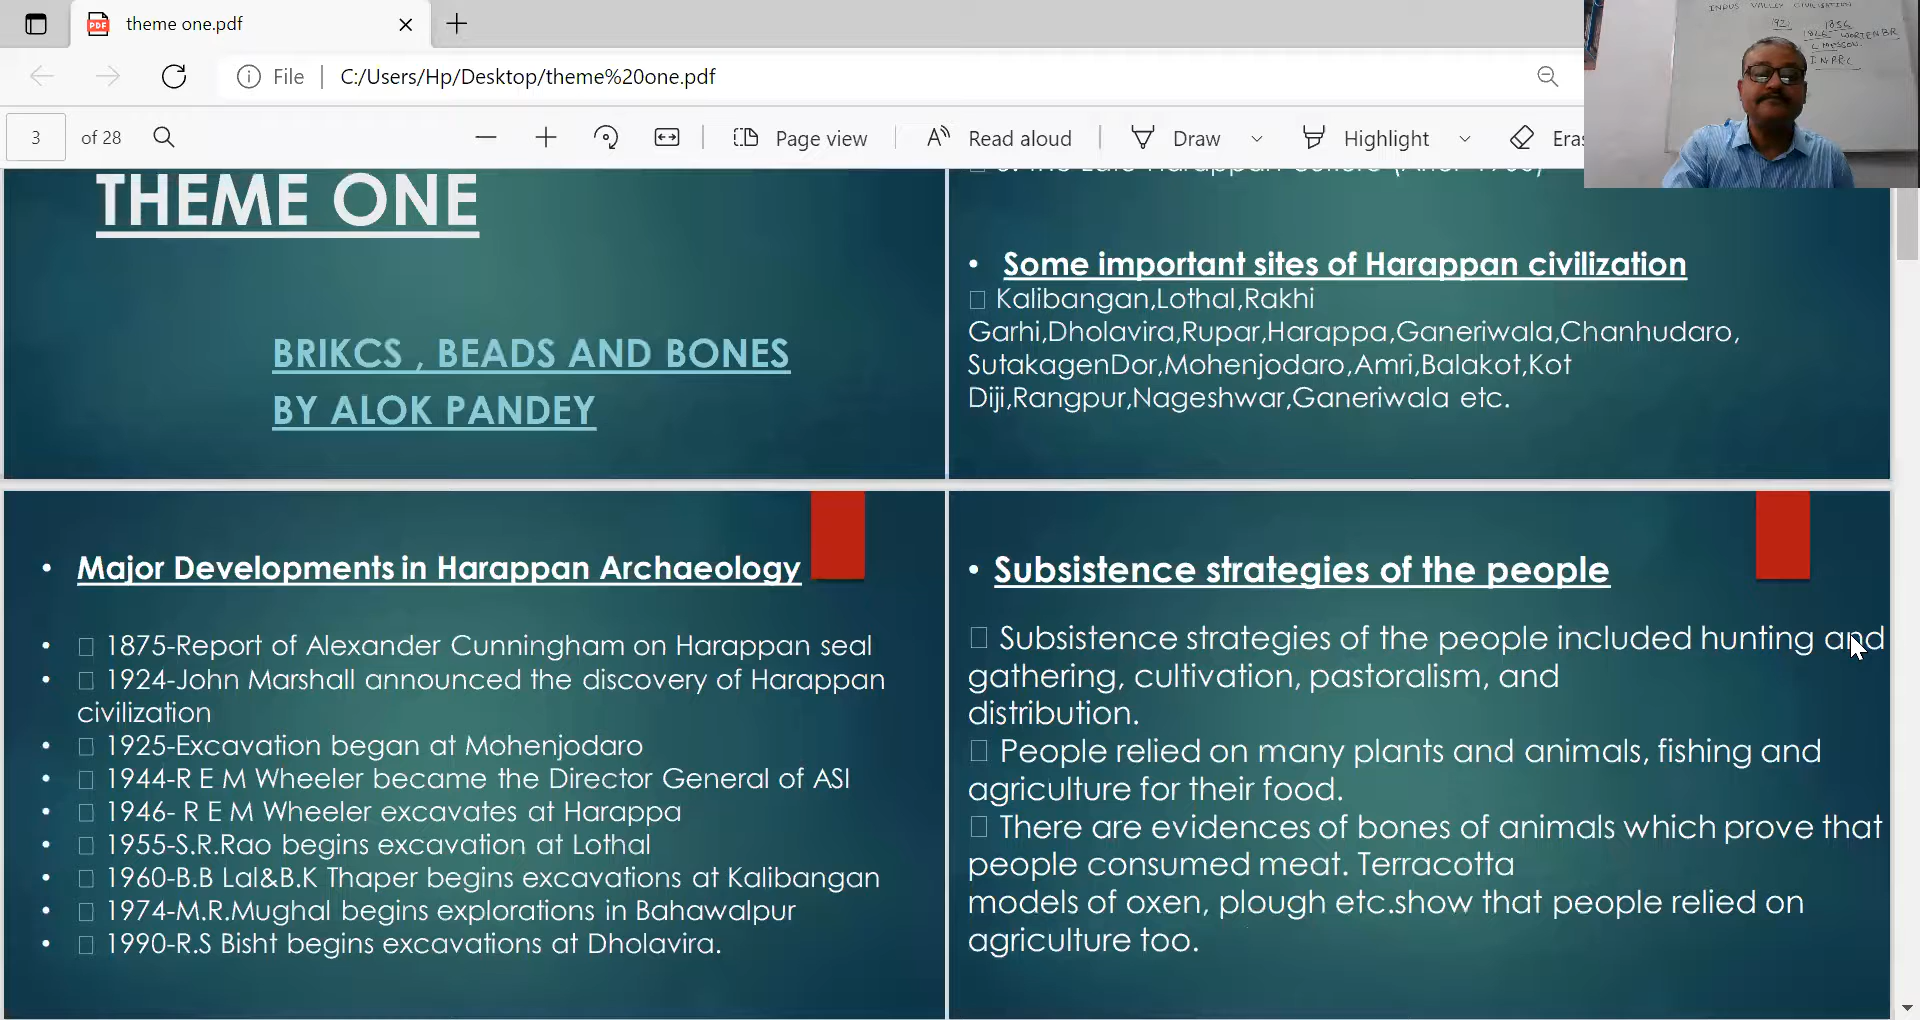 theme one.pdf
File
C:/Users/Hp/Desktop/theme%20one.pdf
3 of 28
Page view
Read aloud
Draw
Highlight
INDUS VALLEY CIVILISATION
1921 1856
1826
THEME ONE
BRIKCS , BEADS AND BONES
BY ALOK PANDEY
• Some important sites of Harappan civilization
Kalibangan,Lothal,Rakhi
Garhi,Dholavira,Rupar,Harappa,Ganeriwala,Chanhudaro,
SutakagenDor,Mohenjodaro,Amri,Balakot,Kot
Diji,Rangpur,Nageshwar,Ganeriwala etc.
• Major Developments in Harappan Archaeology
• 1875-Report of Alexander Cunningham on Harappan seal
• 1924-John Marshall announced the discovery of Harappan
civilization
• 1925-Excavation began at Mohenjodaro
• 1944-R E M Wheeler became the Director General of ASI
• 1946- R E M Wheeler excavates at Harappa
• 1955-S.R.Rao begins excavation at Lothal
• 1960-B.B Lal&B.K Thaper begins excavations at Kalibangan
• 1974-M.R.Mughal begins explorations in Bahawalpur
• 1990-R.S Bisht begins excavations at Dholavira.
• Subsistence strategies of the people
Subsistence strategies of the people included hunting and
gathering, cultivation, pastoralism, and
distribution.
People relied on many plants and animals, fishing and
agriculture for their food.
There are evidences of bones of animals which prove that
people consumed meat. Terracotta
models of oxen, plough etc.show that people relied on
agriculture too.